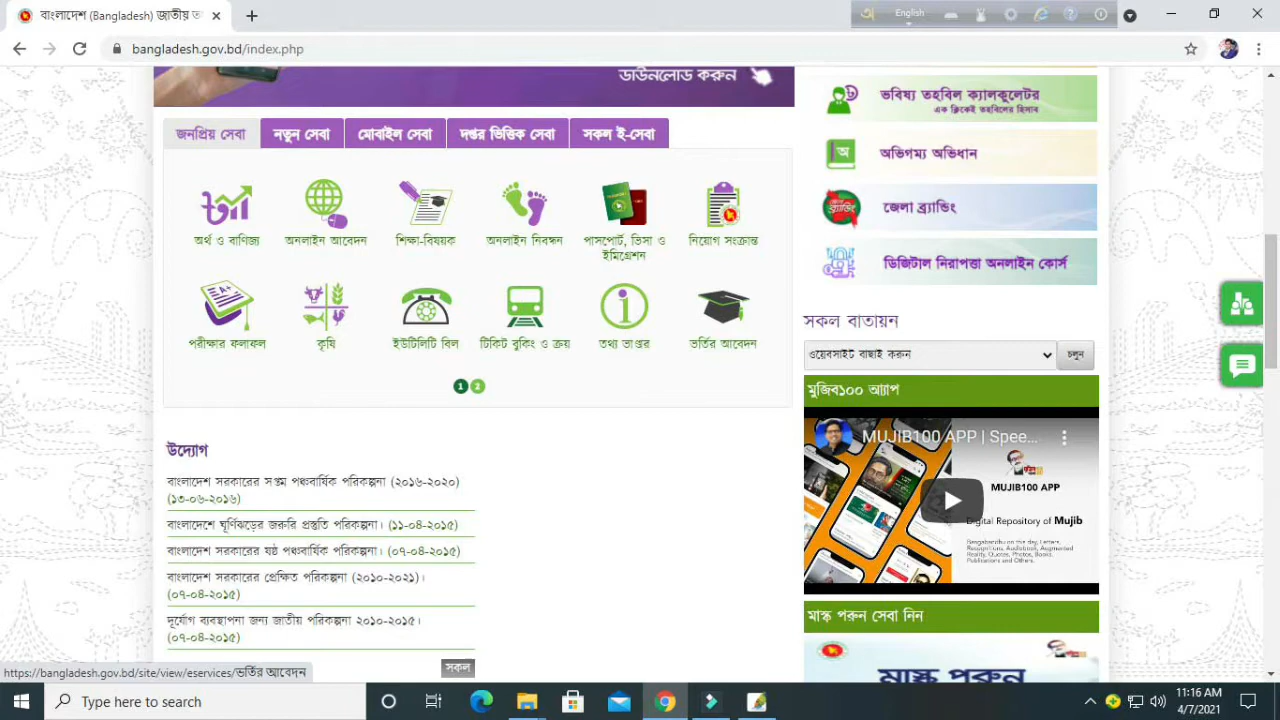 বাংলাদেশ (Bangladesh) জাতীয় ত
English
bangladesh.gov.bd/index.php
ডাউনলোড করুন
জনপ্রিয় সেবা
নতুন সেবা
মোবাইল সেবা
দপ্তর ভিত্তিক সেবা
সকল ই-সেবা
অর্থ ও বাণিজ্য
অনলাইন আবেদন
শিক্ষা-বিষয়ক
অনলাইন নিবন্ধন
পাসপোর্ট, ভিসা ও
ইমিগ্রেশন
নিয়োগ সংক্রান্ত
পরীক্ষার ফলাফল
কৃষি
ইউটিলিটি বিল
টিকিট বুকিং ও ক্রয়
তথ্য ভাণ্ডার
ভর্তির আবেদন
1 2
উদ্যোগ
বাংলাদেশ সরকারের সপ্তম পঞ্চবার্ষিক পরিকল্পনা (২০১৬-২০২০)
বাংলাদেশে ঘূর্ণিঝড়ের জরুরি প্রস্তুতি পরিকল্পনা। (১১-০৪-২০১৫)
বাংলাদেশ সরকারের ষষ্ঠ পঞ্চবার্ষিক পরিকল্পনা। (০৭-০৪-২০১৫)
বাংলাদেশ সরকারের প্রেক্ষিত পরিকল্পনা (২০১০-২০২১)।
(০৭-০৪-২০১৫)
জন্য জাতীয় পরিকল্পনা ২০১০-২০১৫।
(০৭-০৪-২০১৫)
সকল
ভবিষ্য তহবিল ক্যালকুলেটর
এক ক্লিকেই তহবিলের হিসাব
অভিগম্য অভিধান
জেলা ব্র্যান্ডিং
ডিজিটাল নিরাপত্তা অনলাইন কোর্স
সকল বাতায়ন
ওয়েবসাইট বাছাই করুন
চলুন
মুজিব১০০ আ্যাপ
MUJIB100 APP | Spee...
MUJIB100 APP
Digital Repository of Mujib
মাস্ক পরুন সেবা নিন
মাস্ক পরুন
https://bangladesh.gov.bd/site/view/eservices/ভর্তির আবেদন
Type here to search
11:16 AM
4/7/2021